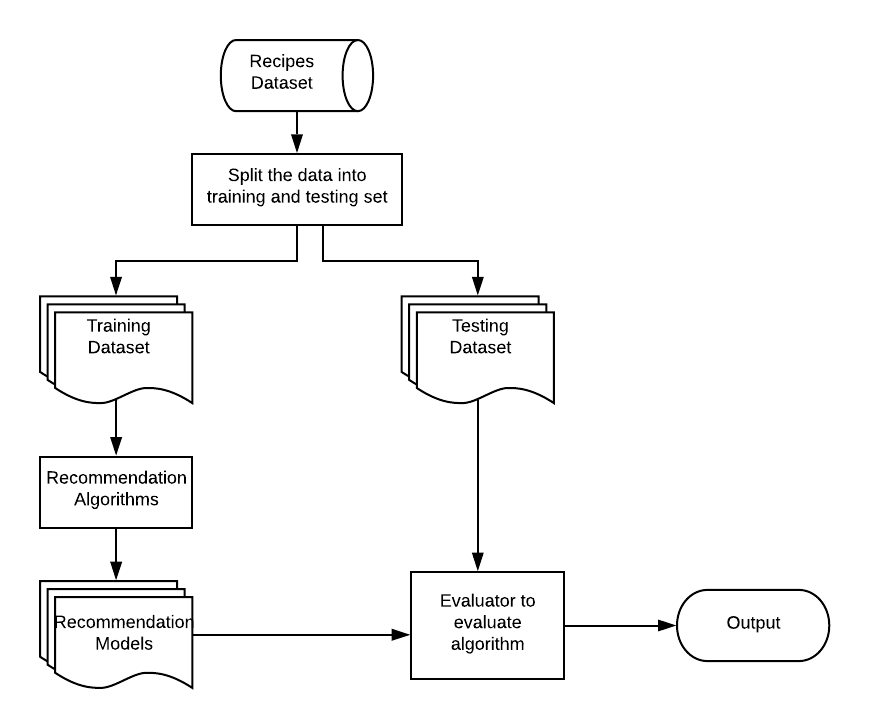 Recipes
Dataset
Split the data into
training and testing set
Training
Dataset
Testing
Dataset
Recommendation
Algorithms
Recommendation
Models
Evaluator to
evaluate
algorithm
Output